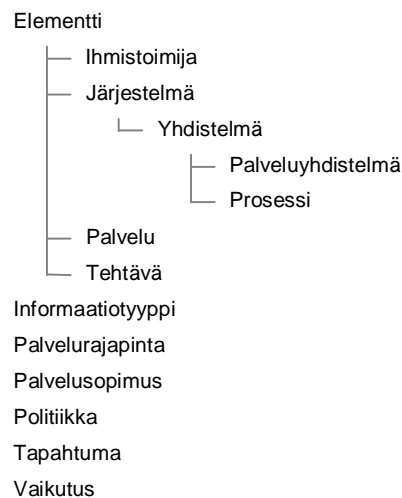 Elementti
Ihmistoimija
Järjestelmä
Yhdistelmä
Palveluyhdistelmä
Prosessi
Palvelu
Tehtävä
Informaatiotyyppi
Palvelurajapinta
Palvelusopimus
Politiikka
Tapahtuma
Vaikutus